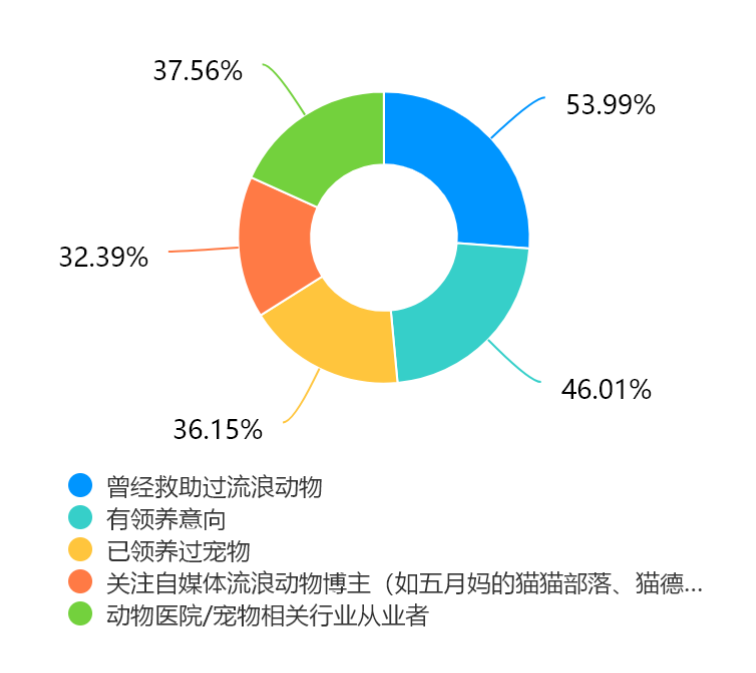 37.56%
53.99%
32.39%
46.01%
36.15%
曾经救助过流浪动物
有领养意向
已领养过宠物
关注自媒体流浪动物博主（如五月妈的猫猫部落、猫德...
动物医院/宠物相关行业从业者